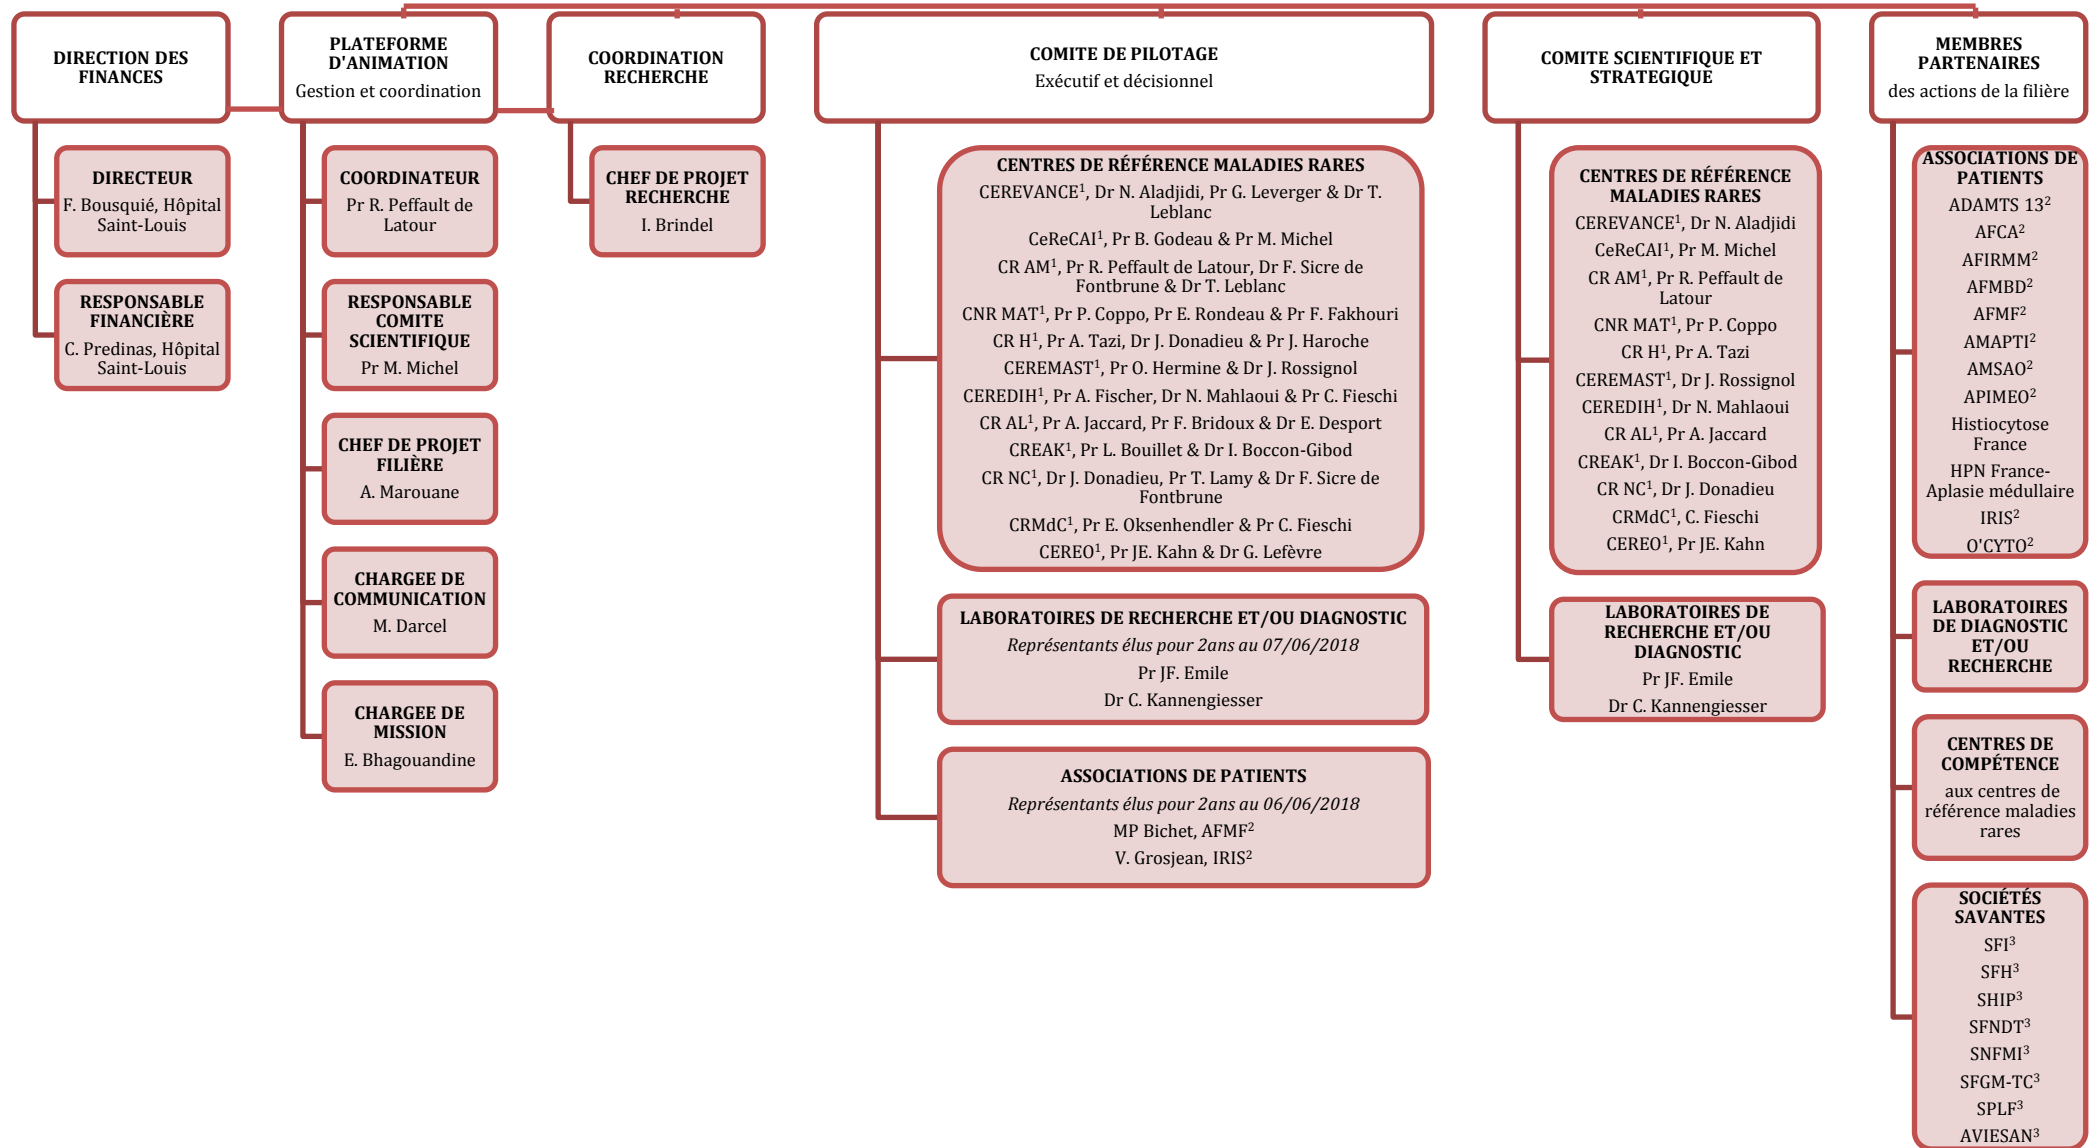 DIRECTION DES
FINANCES
DIRECTEUR
F. Bousquié, Hôpital
Saint-Louis
RESPONSABLE
FINANCIÈRE
C. Predinas, Hôpital
Saint-Louis
PLATEFORME
D'ANIMATION
Gestion et coordination
COORDINATEUR
Pr R. Peffault de
Latour
RESPONSABLE
COMITE
SCIENTIFIQUE
Pr M. Michel
CHEF DE PROJET
FILIÈRE
A. Marouane
CHARGEE DE
COMMUNICATION
M. Darcel
CHARGEE DE
MISSION
E. Bhagouandine
COORDINATION
RECHERCHE
CHEF DE PROJET
RECHERCHE
I. Brindel
COMITE DE PILOTAGE
Exécutif et décisionnel
CENTRES DE RÉFÉRENCE MALADIES RARES
CEREVANCE¹, Dr N. Aladjidi, Pr G. Leverger & Dr T.
Leblanc
CeReCAI¹, Pr B. Godeau & Pr M. Michel
CR AM¹, Pr R. Peffault de Latour, Dr F. Sicre de
Fontbrune & Dr T. Leblanc
CNR MAT¹, Pr P. Coppo, Pr E. Rondeau & Pr F. Fakhouri
CR H¹, Pr A. Tazi, Dr J. Donadieu & Pr J. Haroche
CEREMAST¹, Pr O. Hermine & Dr J. Rossignol
CEREDIH¹, Pr A. Fischer, Dr N. Mahlaoui & Pr C. Fieschi
CR AL¹, Pr A. Jaccard, Pr F. Bridoux & Dr E. Desport
CREAK¹, Pr L. Bouillet & Dr I. Boccon-Gibod
CR NC¹, Dr J. Donadieu, Pr T. Lamy & Dr F. Sicre de
Fontbrune
CRMdC¹, Pr E. Oksenhendler & Pr C. Fieschi
CEREO¹, Pr JE. Kahn & Dr G. Lefèvre
LABORATOIRES DE RECHERCHE ET/OU DIAGNOSTIC
Représentants élus pour 2ans au 07/06/2018
Pr JF. Emile
Dr C. Kannengiesser
ASSOCIATIONS DE PATIENTS
Représentants élus pour 2ans au 06/06/2018
MP Bichet, AFMF²
V. Grosjean, IRIS²
COMITE SCIENTIFIQUE ET
STRATEGIQUE
CENTRES DE RÉFÉRENCE
MALADIES RARES
CEREVANCE¹, Dr N. Aladjidi
CeReCAI¹, Pr M. Michel
CR AM¹, Pr R. Peffault de
Latour
CNR MAT¹, Pr P. Coppo
CR H¹, Pr A. Tazi
CEREMAST¹, Dr J. Rossignol
CEREDIH¹, Dr N. Mahlaoui
CR AL¹, Pr A. Jaccard
CREAK¹, Dr I. Boccon-Gibod
CR NC¹, Dr J. Donadieu
CRMdC¹, C. Fieschi
CEREO¹, Pr JE. Kahn
LABORATOIRES DE
RECHERCHE ET/OU
DIAGNOSTIC
Pr JF. Emile
Dr C. Kannengiesser
MEMBRES
PARTENAIRES
des actions de la filière
ASSOCIATIONS DE
PATIENTS
ADAMTS 13²
AFCA²
AFIRMM²
AFMBD²
AFMF²
AMAPTI²
AMSAO²
APIMEO²
Histiocytose
France
HPN France-
Aplasie médullaire
IRIS²
O'CYTO²
LABORATOIRES
DE DIAGNOSTIC
ET/OU
RECHERCHE
CENTRES DE
COMPÉTENCE
aux centres de
référence maladies
rares
SOCIÉTÉS
SAVANTES
SFI³
SFH³
SHIP³
SFNDT³
SNFMI³
SFGM-TC³
SPLF³
AVIESAN³